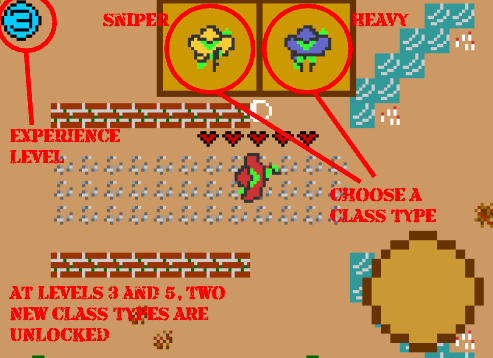 3
SNIPER
HEAVY
EXPERIENCE
LEVEL
CHOOSE A
CLASS TYPE
AT LEVELS 3 AND 5, TWO
NEW CLASS TYPES ARE
UNLOCKED